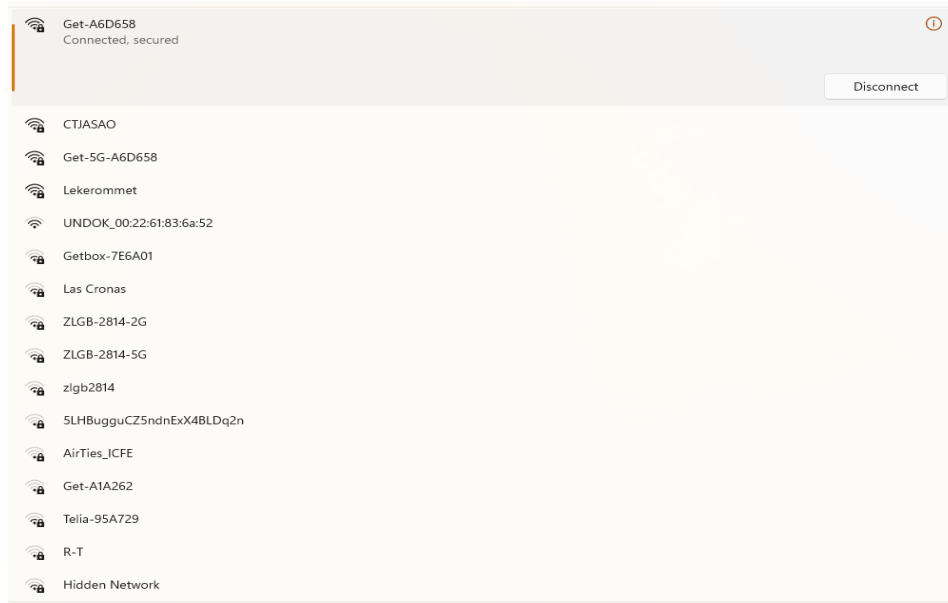 Get-A6D658
Connected, secured
Disconnect
CTJASAO
Get-5G-A6D658
Lekerommet
UNDOK_00:22:61:83:6a:52
Getbox-7E6A01
Las Cronas
ZLGB-2814-2G
ZLGB-2814-5G
zlgb2814
5LHBugguCZ5ndnExX4BLDq2n
AirTies_ICFE
Get-A1A262
Telia-95A729
R-T
Hidden Network